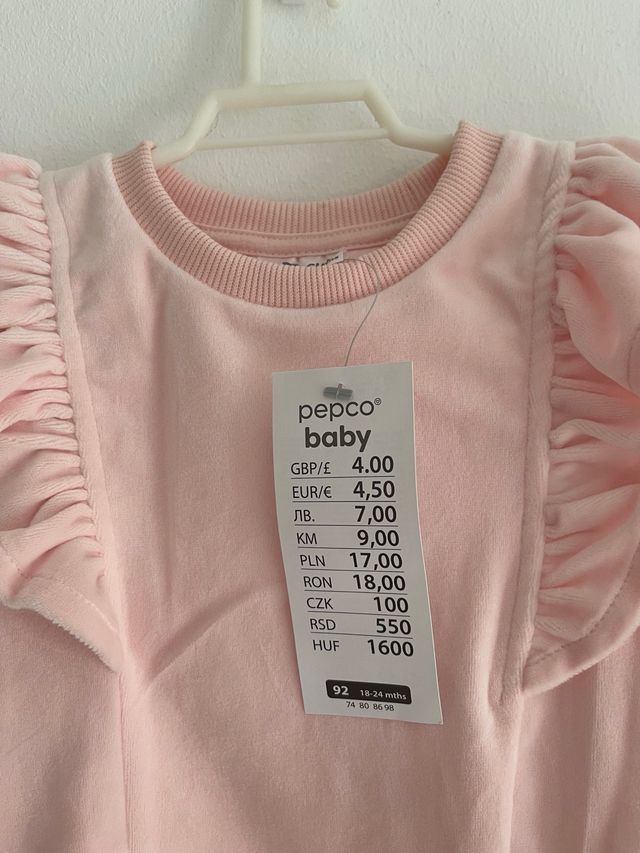 pepco
baby
GBP/£ 4.00
EUR/€ 4,50
ЛВ. 7,00
KM 9,00
PLN 17,00
RON 18,00
CZK 100
RSD 550
HUF 1600
92 18-24 mths
74 80 86 98